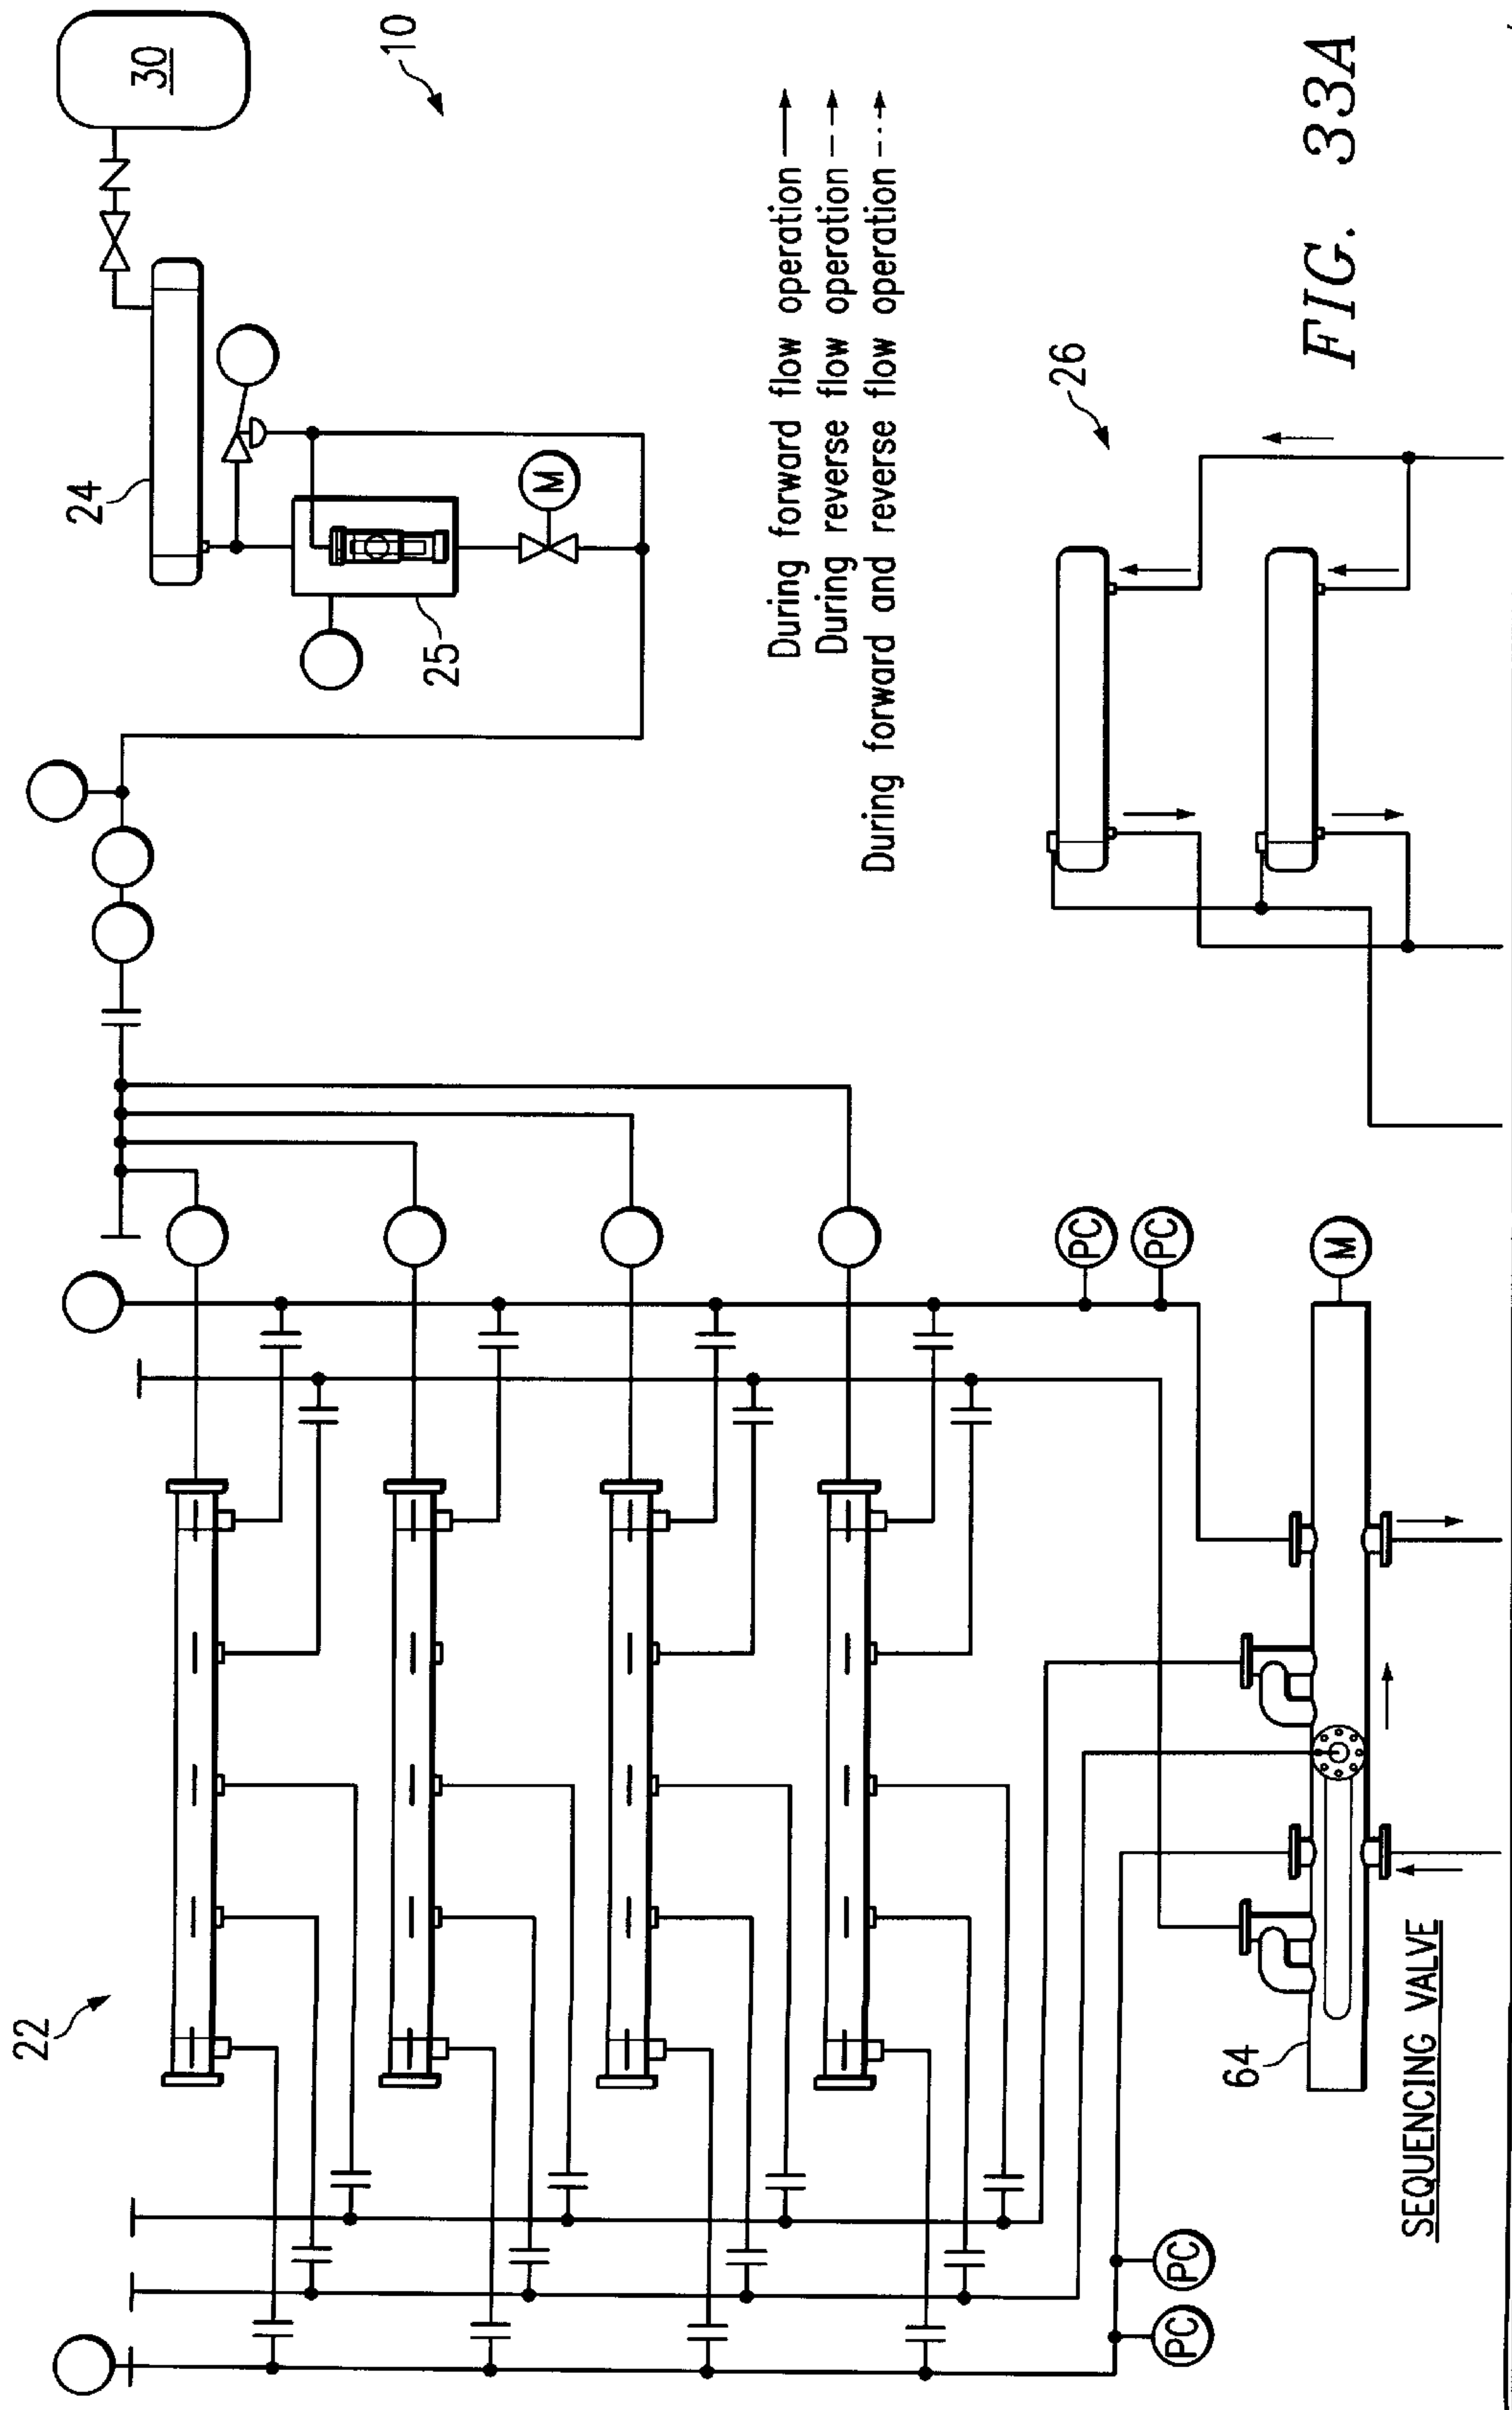 22
24
30
10
25
M
During forward flow operation
During reverse flow operation
During forward and reverse flow operation
26
PC
PC
PC
PC
M
64
SEQUENCING VALVE
FIG. 33A